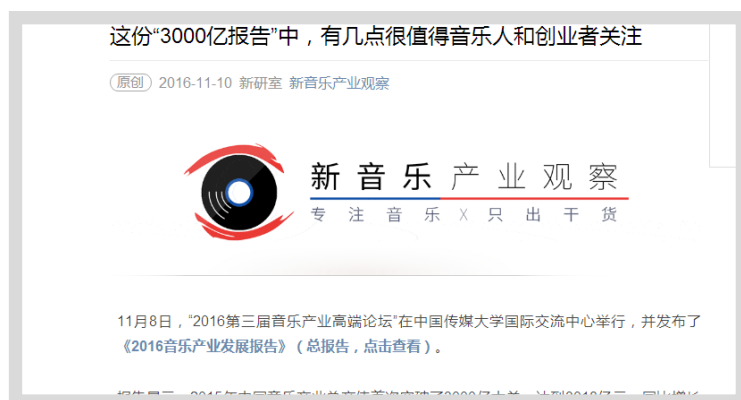 这份“3000亿报告”中，有几点很值得音乐人和创业者关注
原创 2016-11-10 新研室 新音乐产业观察
新音乐产业观察
专注音乐X只出干货
11月8日，“2016第三届音乐产业高端论坛”在中国传媒大学国际交流中心举行，并发布了
《2016音乐产业发展报告》（总报告，点击查看）。